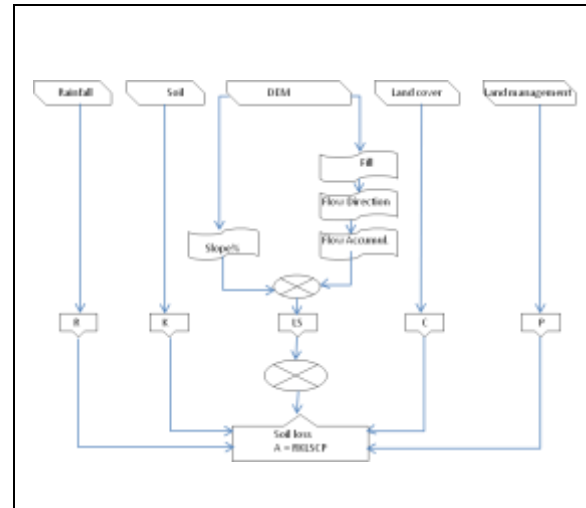 Rainfall
Soil
DEM
Land cover
Land management
Fill
Flow Direction
Flow Accumul.
Slope%
R
K
LS
C
P
Soil loss
A = RKLSCP